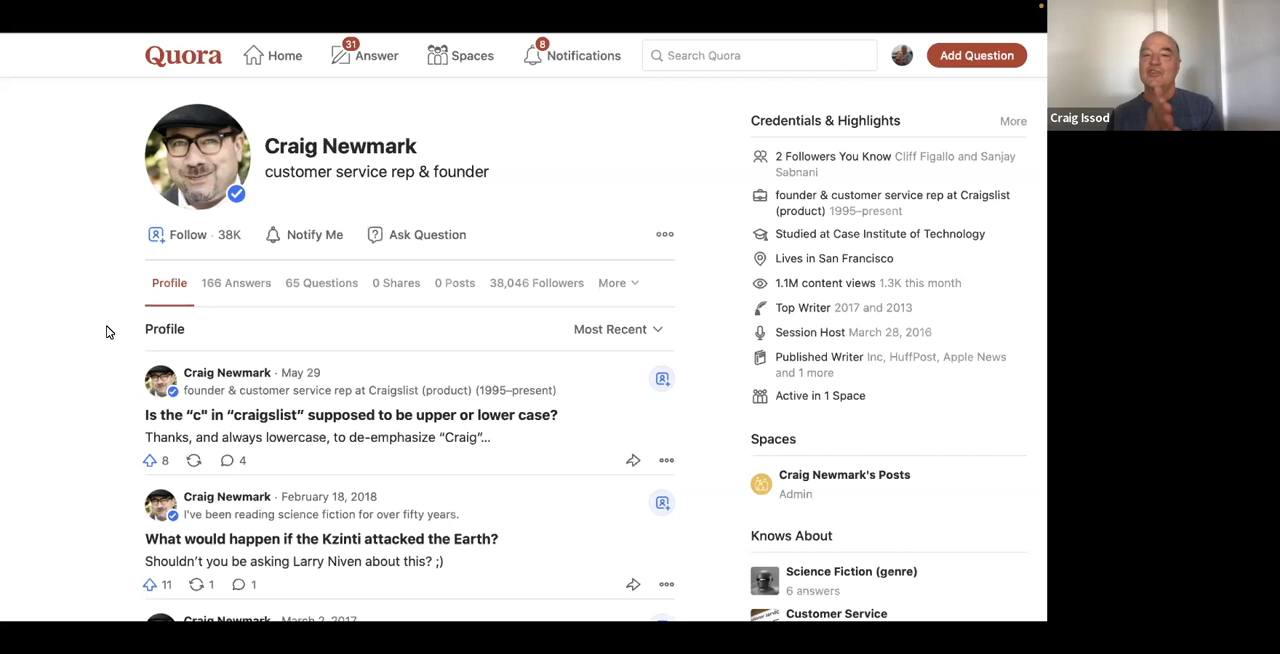 Quora
Home
31
Answer
Spaces
8
Notifications
Search Quora
Add Question
Craig Issod
Craig Newmark
customer service rep & founder
Follow · 38K
Notify Me
Ask Question
Profile
166 Answers
65 Questions
0 Shares
0 Posts
38,046 Followers
More
Profile
Most Recent
Craig Newmark · May 29
founder & customer service rep at Craigslist (product) (1995–present)
Is the “c" in “craigslist” supposed to be upper or lower case?
Thanks, and always lowercase, to de-emphasize “Craig”...
8
4
Craig Newmark · February 18, 2018
I've been reading science fiction for over fifty years.
What would happen if the Kzinti attacked the Earth?
Shouldn’t you be asking Larry Niven about this? ;)
11
1
1
Craig Newmark · March 2, 2017
Credentials & Highlights
More
2 Followers You Know Cliff Figallo and Sanjay
Sabnani
founder & customer service rep at Craigslist
(product) 1995–present
Studied at Case Institute of Technology
Lives in San Francisco
1.1M content views 1.3K this month
Top Writer 2017 and 2013
Session Host March 28, 2016
Published Writer Inc, HuffPost, Apple News
and 1 more
Active in 1 Space
Spaces
Craig Newmark's Posts
Admin
Knows About
Science Fiction (genre)
6 answers
Customer Service